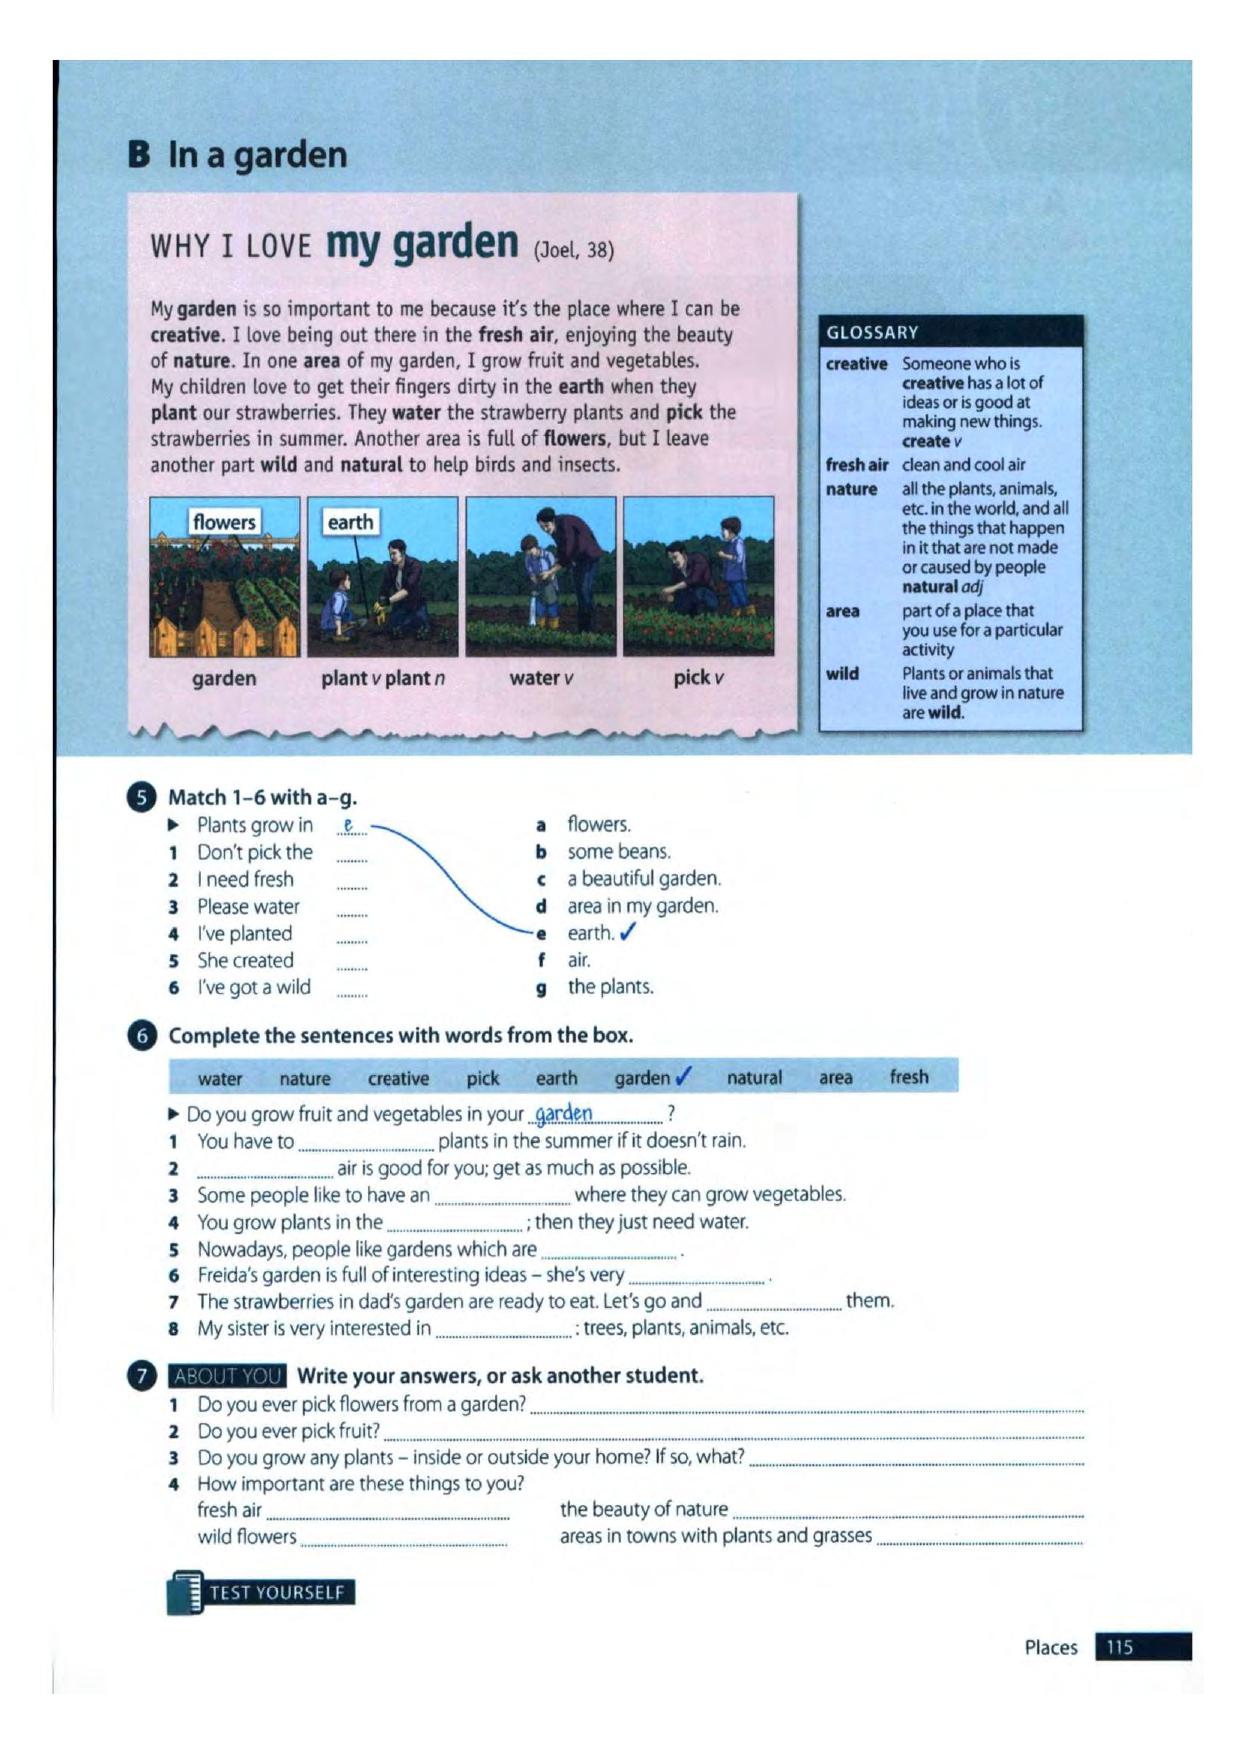 B In a garden
WHY I LOVE my garden (Joel, 38)
My garden is so important to me because it's the place where I can be
creative. I love being out there in the fresh air, enjoying the beauty
of nature. In one area of my garden, I grow fruit and vegetables.
My children love to get their fingers dirty in the earth when they
plant our strawberries. They water the strawberry plants and pick the
strawberries in summer. Another area is full of flowers, but I leave
another part wild and natural to help birds and insects.
flowers
earth
garden
plant v plant n
water v
pick v
GLOSSARY
creative Someone who is
creative has a lot of
ideas or is good at
making new things.
create v
fresh air clean and cool air
nature all the plants, animals,
etc. in the world, and all
the things that happen
in it that are not made
or caused by people
natural adj
area part of a place that
you use for a particular
activity
wild Plants or animals that
live and grow in nature
are wild.
5 Match 1–6 with a–g.
▶ Plants grow in e
1 Don't pick the ........
2 I need fresh ........
3 Please water ........
4 I've planted ........
5 She created ........
6 I've got a wild ........
a flowers.
b some beans.
c a beautiful garden.
d area in my garden.
e earth. ✓
f air.
g the plants.
6 Complete the sentences with words from the box.
water nature creative pick earth garden ✓ natural area fresh
▶ Do you grow fruit and vegetables in your garden ?
1 You have to ........ plants in the summer if it doesn't rain.
2 ........ air is good for you; get as much as possible.
3 Some people like to have an ........ where they can grow vegetables.
4 You grow plants in the ........ ; then they just need water.
5 Nowadays, people like gardens which are ........ .
6 Freida's garden is full of interesting ideas – she's very ........ .
7 The strawberries in dad's garden are ready to eat. Let's go and ........ them.
8 My sister is very interested in ........ : trees, plants, animals, etc.
7 ABOUT YOU Write your answers, or ask another student.
1 Do you ever pick flowers from a garden? ........
2 Do you ever pick fruit? ........
3 Do you grow any plants – inside or outside your home? If so, what? ........
4 How important are these things to you?
fresh air ........ the beauty of nature ........
wild flowers ........ areas in towns with plants and grasses ........
TEST YOURSELF
Places 115